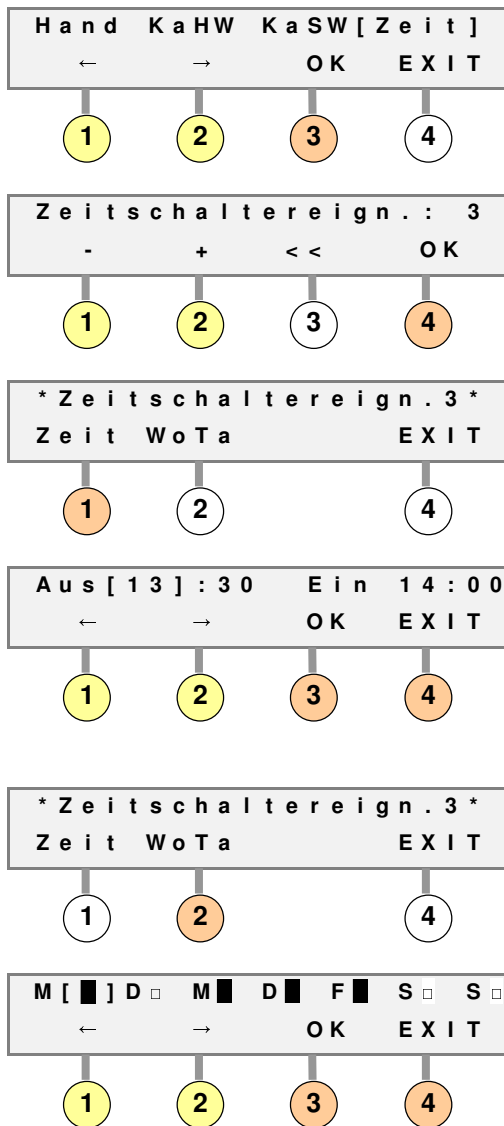 Hand KaHW KaSW[Zeit]
← → OK EXIT
1 2 3 4
Zeitschaltereign.: 3
- + << OK
1 2 3 4
*Zeitschaltereign.3*
Zeit WoTa EXIT
1 2 4
Aus[13]:30 Ein 14:00
← → OK EXIT
1 2 3 4
*Zeitschaltereign.3*
Zeit WoTa EXIT
1 2 4
M[█]D□ M█ D█ F█ S□ S□
← → OK EXIT
1 2 3 4